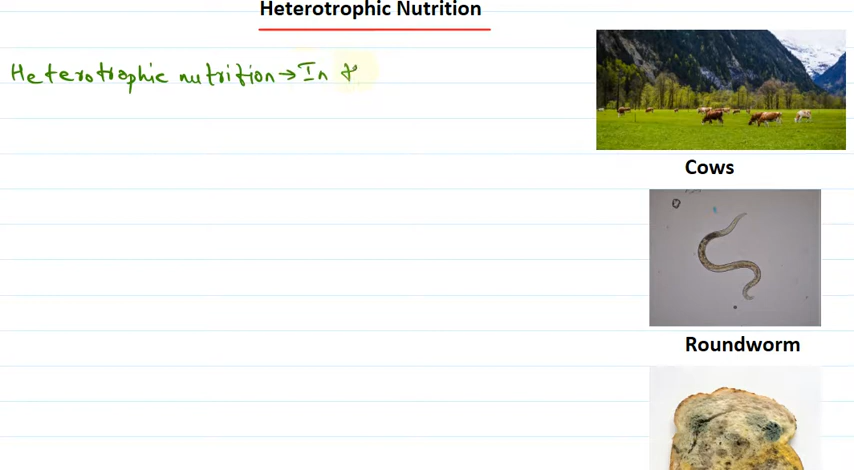 Heterotrophic Nutrition
Heterotrophic nutrition → In
Cows
Roundworm